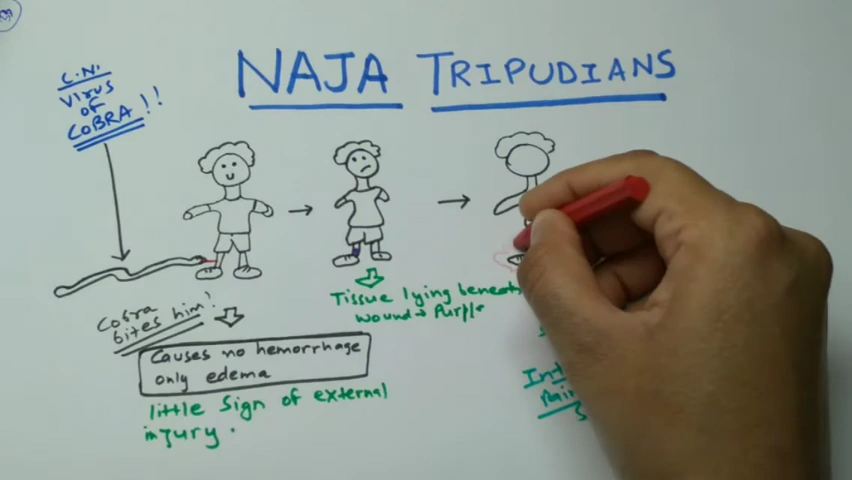 NAJA TRIPUDIANS
C.N.
Virus
of
COBRA!!
Cobra
bites him!
Causes no hemorrhage
only edema
little sign of external
injury.
Tissue lying beneath
wound → Purple